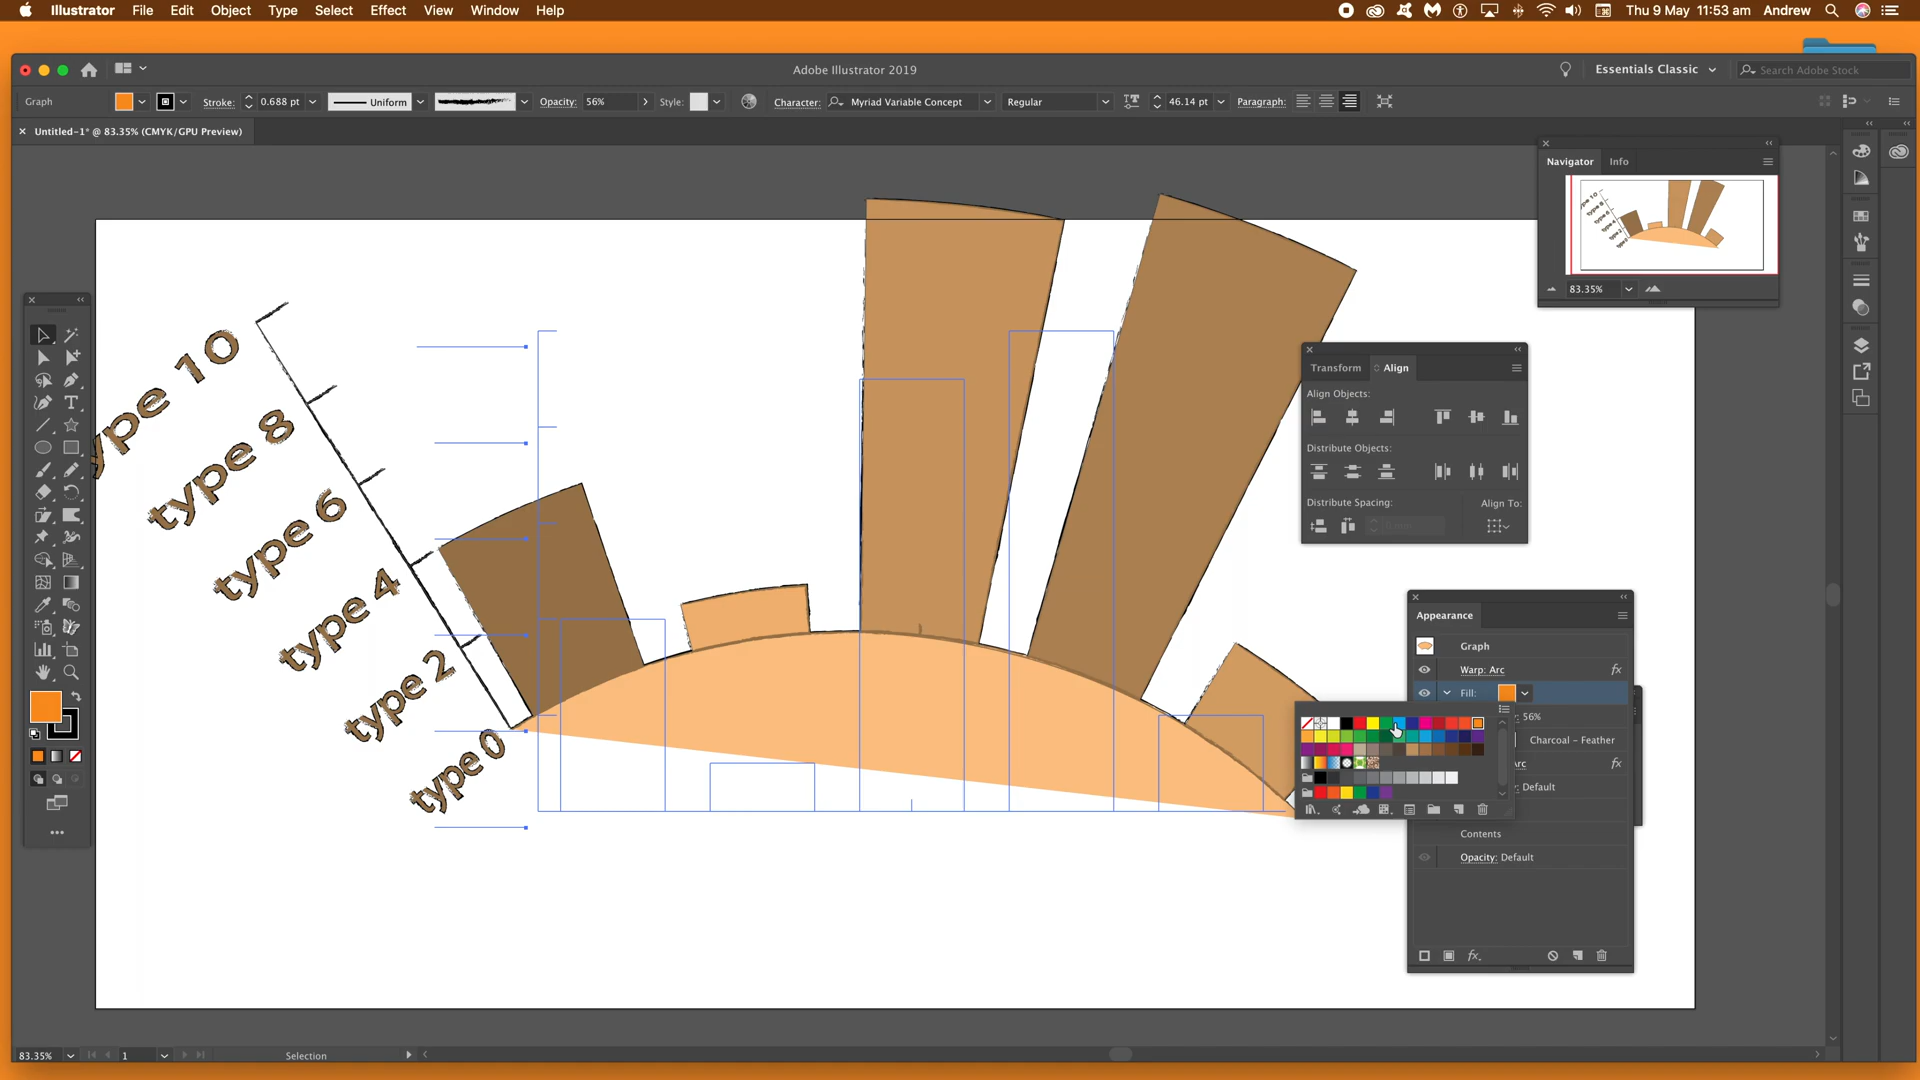 Illustrator File Edit Object Type Select Effect View Window Help
Thu 9 May 11:53 am Andrew
Adobe Illustrator 2019
Essentials Classic
Search Adobe Stock
Graph
Stroke: 0.688 pt
Uniform
Opacity: 56%
Style:
Character: Myriad Variable Concept
Regular
46.14 pt
Paragraph:
Untitled-1* @ 83.35% (CMYK/GPU Preview)
Navigator Info
83.35%
type 10
type 8
type 6
type 4
type 2
type 0
Transform Align
Align Objects:
Distribute Objects:
Distribute Spacing: Align To:
Appearance
Graph
Warp: Arc
Fill:
56%
Charcoal - Feather
Default
Contents
Opacity: Default
83.35%
1
Selection